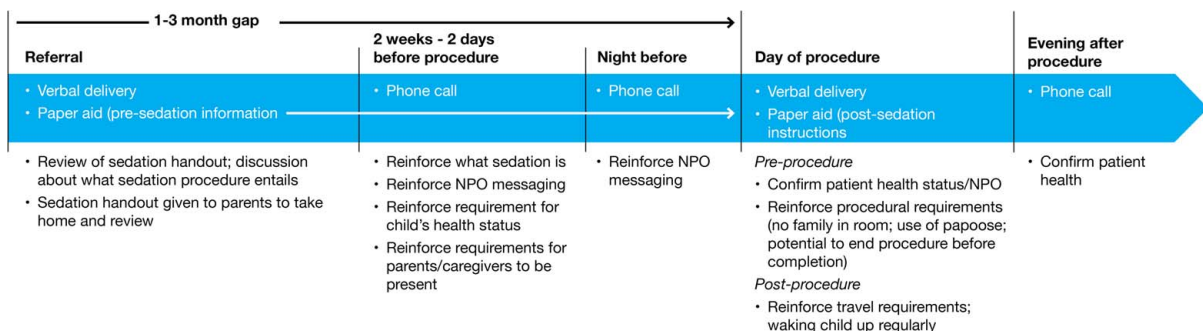 1-3 month gap
Referral
• Verbal delivery
• Paper aid (pre-sedation information
• Review of sedation handout; discussion
about what sedation procedure entails
• Sedation handout given to parents to take
home and review
2 weeks - 2 days
before procedure
• Phone call
• Reinforce what sedation is
• Reinforce NPO messaging
• Reinforce requirement for
child’s health status
• Reinforce requirements for
parents/caregivers to be
present
Night before
• Phone call
• Reinforce NPO
messaging
Day of procedure
• Verbal delivery
• Paper aid (post-sedation
instructions
Pre-procedure
• Confirm patient health status/NPO
• Reinforce procedural requirements
(no family in room; use of papoose;
potential to end procedure before
completion)
Post-procedure
• Reinforce travel requirements;
waking child up regularly
Evening after
procedure
• Phone call
• Confirm patient
health